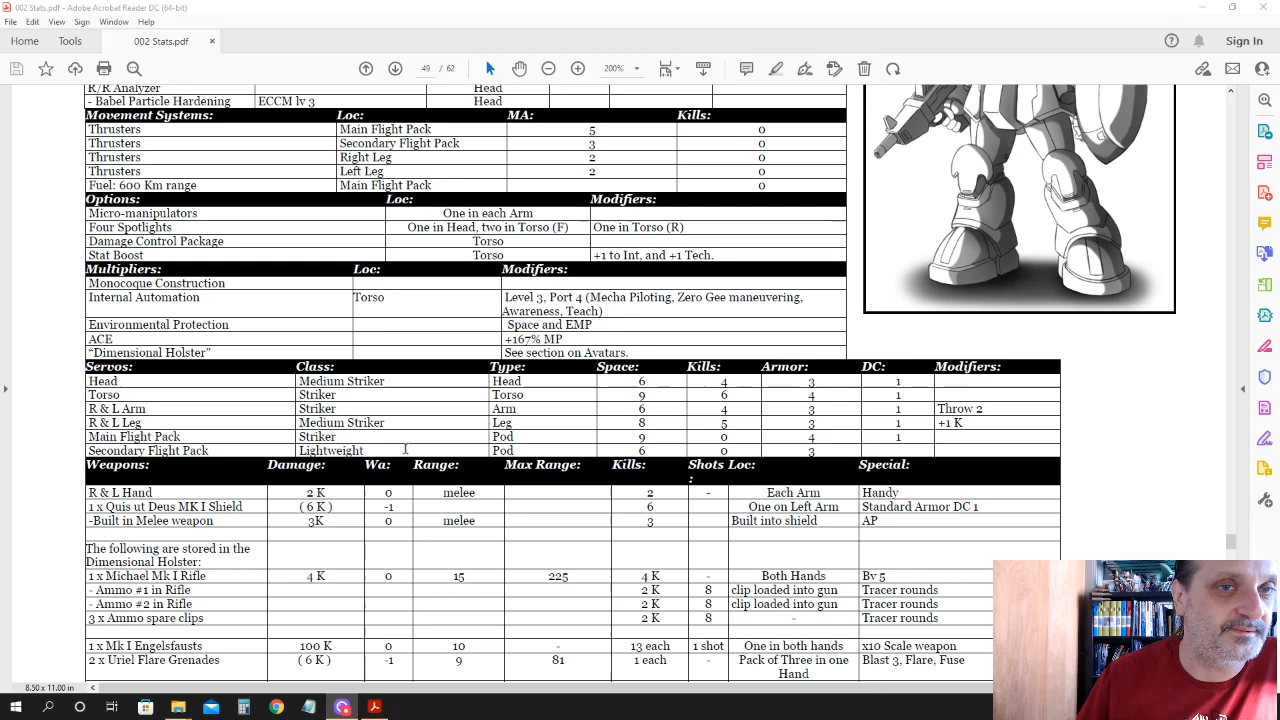 002 Stats.pdf - Adobe Acrobat Reader DC (64-bit)
File Edit View Sign Window Help
Home Tools 002 Stats.pdf × Sign In
49 / 62 200%
R/R Analyzer Head
- Babel Particle Hardening ECCM lv 3 Head
Movement Systems: Loc: MA: Kills:
Thrusters Main Flight Pack 5 0
Thrusters Secondary Flight Pack 3 0
Thrusters Right Leg 2 0
Thrusters Left Leg 2 0
Fuel: 600 Km range Main Flight Pack 0
Options: Loc: Modifiers:
Micro-manipulators One in each Arm
Four Spotlights One in Head, two in Torso (F) One in Torso (R)
Damage Control Package Torso
Stat Boost Torso +1 to Int, and +1 Tech.
Multipliers: Loc: Modifiers:
Monocoque Construction
Internal Automation Torso Level 3, Port 4 (Mecha Piloting, Zero Gee maneuvering,
Awareness, Teach)
Environmental Protection Space and EMP
ACE +167% MP
“Dimensional Holster” See section on Avatars.
Servos: Class: Type: Space: Kills: Armor: DC: Modifiers:
Head Medium Striker Head 6 4 3 1
Torso Striker Torso 9 6 4 1
R & L Arm Striker Arm 6 4 3 1 Throw 2
R & L Leg Medium Striker Leg 8 5 3 1 +1 K
Main Flight Pack Striker Pod 9 0 4 1
Secondary Flight Pack Lightweight Pod 6 0 3
Weapons: Damage: Wa: Range: Max Range: Kills: Shots Loc: Special:
:
R & L Hand 2 K 0 melee 2 - Each Arm Handy
1 x Quis ut Deus MK I Shield ( 6 K ) -1 6 One on Left Arm Standard Armor DC 1
-Built in Melee weapon 3K 0 melee 3 Built into shield AP
The following are stored in the
Dimensional Holster:
1 x Michael Mk I Rifle 4 K 0 15 225 4 K - Both Hands Bv 5
- Ammo #1 in Rifle 2 K 8 clip loaded into gun Tracer rounds
- Ammo #2 in Rifle 2 K 8 clip loaded into gun Tracer rounds
3 x Ammo spare clips 2 K 8 - Tracer rounds
1 x Mk I Engelsfausts 100 K 0 10 - 13 each 1 shot One in both hands x10 Scale weapon
2 x Uriel Flare Grenades ( 6 K ) -1 9 81 1 each - Pack of Three in one Blast 3, Flare, Fuse
Hand
8.50 x 11.00 in